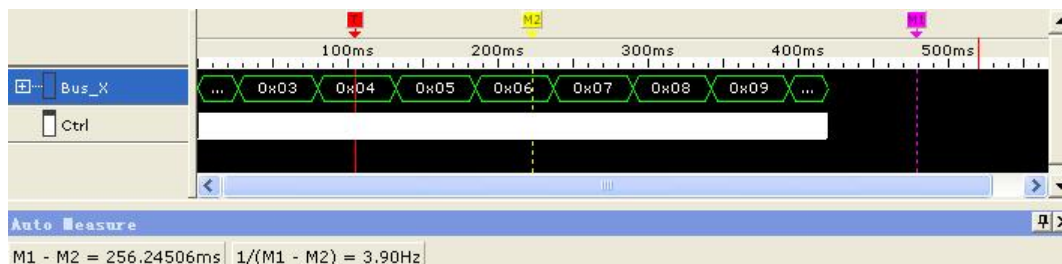 T M2 M1
100ms 200ms 300ms 400ms 500ms
Bus_X ... 0x03 0x04 0x05 0x06 0x07 0x08 0x09 ...
Ctrl
Auto Measure
M1 - M2 = 256.24506ms 1/(M1 - M2) = 3.90Hz